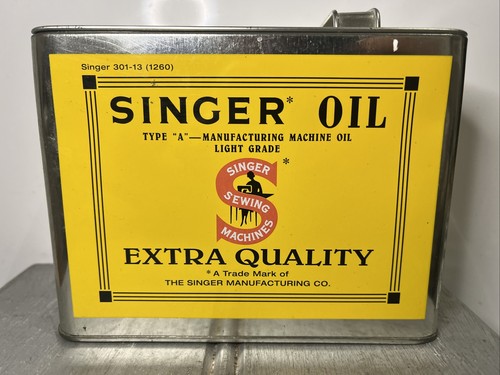 Singer 301-13 (1260)
SINGER* OIL
TYPE "A"—MANUFACTURING MACHINE OIL
LIGHT GRADE
SINGER *
SEWING
MACHINES
EXTRA QUALITY
* A Trade Mark of
THE SINGER MANUFACTURING CO.